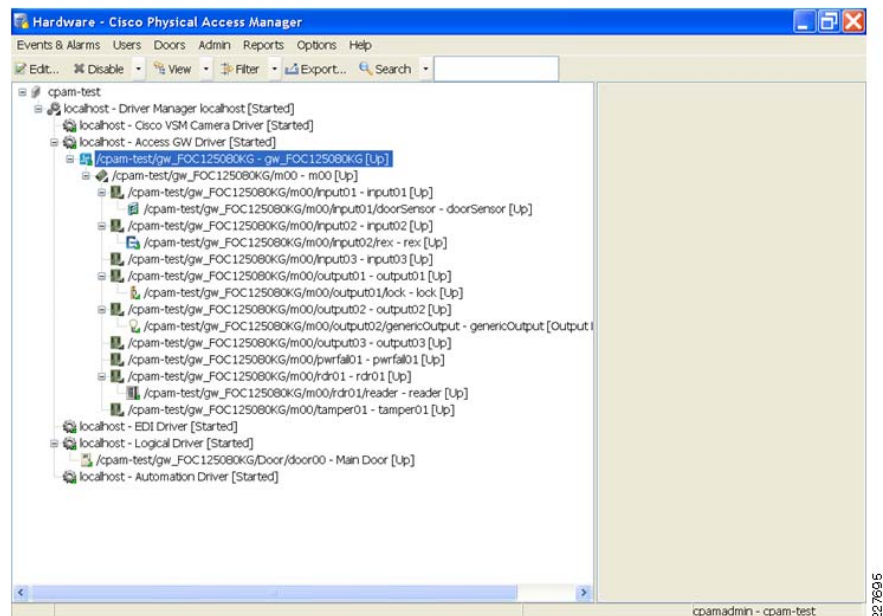 Hardware - Cisco Physical Access Manager
Events & Alarms Users Doors Admin Reports Options Help
Edit... Disable View Filter Export... Search
cpam-test
localhost - Driver Manager localhost [Started]
localhost - Cisco VSM Camera Driver [Started]
localhost - Access GW Driver [Started]
/cpam-test/gw_FOC125080KG - gw_FOC125080KG [Up]
/cpam-test/gw_FOC125080KG/m00 - m00 [Up]
/cpam-test/gw_FOC125080KG/m00/input01 - input01 [Up]
/cpam-test/gw_FOC125080KG/m00/input01/doorSensor - doorSensor [Up]
/cpam-test/gw_FOC125080KG/m00/input02 - input02 [Up]
/cpam-test/gw_FOC125080KG/m00/input02/rex - rex [Up]
/cpam-test/gw_FOC125080KG/m00/input03 - input03 [Up]
/cpam-test/gw_FOC125080KG/m00/output01 - output01 [Up]
/cpam-test/gw_FOC125080KG/m00/output01/lock - lock [Up]
/cpam-test/gw_FOC125080KG/m00/output02 - output02 [Up]
/cpam-test/gw_FOC125080KG/m00/output02/genericOutput - genericOutput [Output
/cpam-test/gw_FOC125080KG/m00/output03 - output03 [Up]
/cpam-test/gw_FOC125080KG/m00/pwrfail01 - pwrfail01 [Up]
/cpam-test/gw_FOC125080KG/m00/rdr01 - rdr01 [Up]
/cpam-test/gw_FOC125080KG/m00/rdr01/reader - reader [Up]
/cpam-test/gw_FOC125080KG/m00/tamper01 - tamper01 [Up]
localhost - EDI Driver [Started]
localhost - Logical Driver [Started]
/cpam-test/gw_FOC125080KG/Door/door00 - Main Door [Up]
localhost - Automation Driver [Started]
cpamadmin - cpam-test
227695